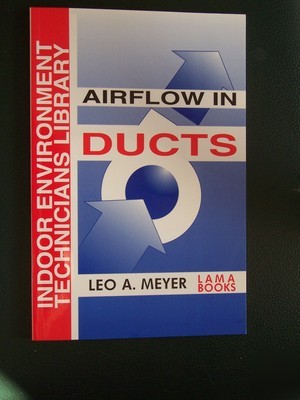 INDOOR ENVIRONMENT
TECHNICIANS LIBRARY
AIRFLOW IN
DUCTS
LEO A. MEYER
LAMA
BOOKS